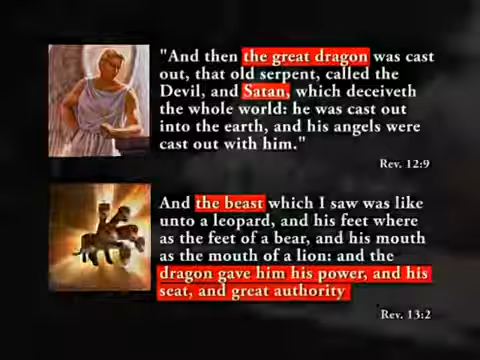 "And then the great dragon was cast
out, that old serpent, called the
Devil, and Satan, which deceiveth
the whole world: he was cast out
into the earth, and his angels were
cast out with him."
Rev. 12:9
And the beast which I saw was like
unto a leopard, and his feet where
as the feet of a bear, and his mouth
as the mouth of a lion: and the
dragon gave him his power, and his
seat, and great authority
Rev. 13:2